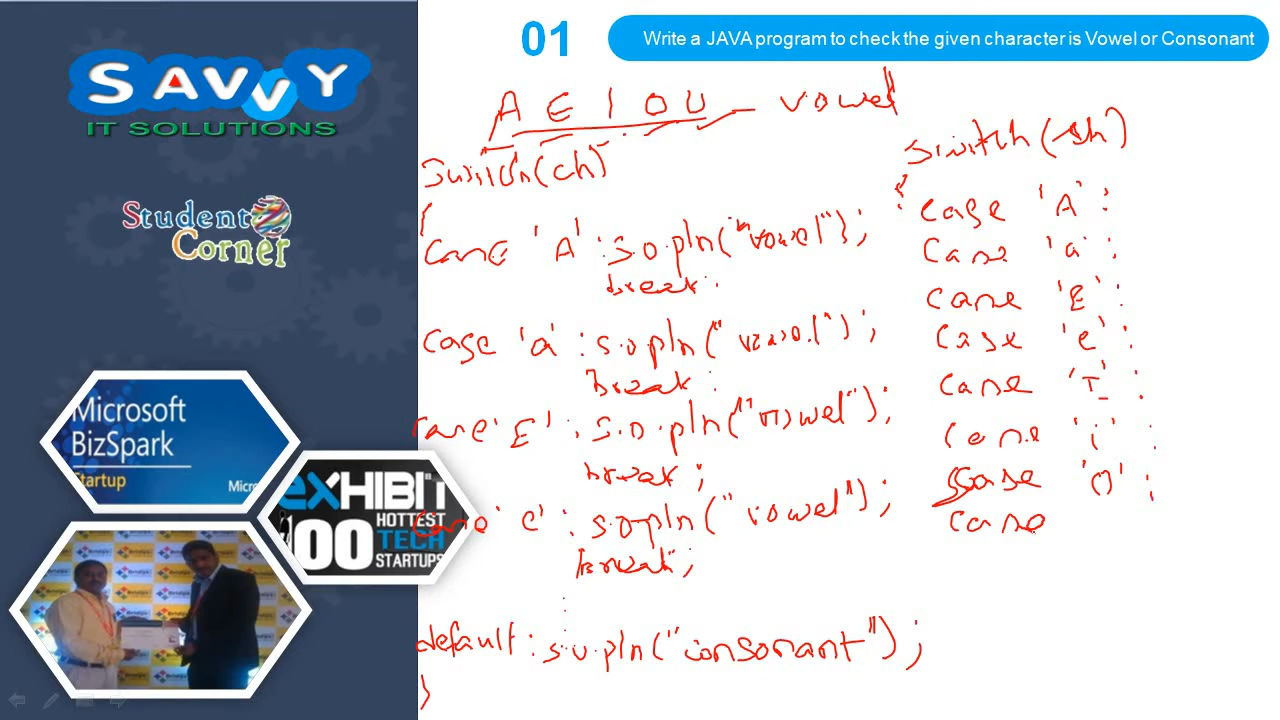 SAVVY
IT SOLUTIONS
Student
Corner
Microsoft
BizSpark
Startup
Micr
eXHIBIT
100 HOTTEST
TECH
STARTUPS
01
Write a JAVA program to check the given character is Vowel or Consonant
A E I O U - vowel
switch(ch)
{
case 'A' : s.o.pln("vowel");
break;
case 'a' : s.o.pln("vowel");
break;
case 'E' : s.o.pln("vowel");
break;
case 'e' : s.o.pln("vowel");
break;
default : s.o.pln("consonant");
}
switch(ch)
{
case 'A' :
case 'a' :
case 'E' :
case 'e' :
case 'I' :
case 'i' :
case 'O' :
case